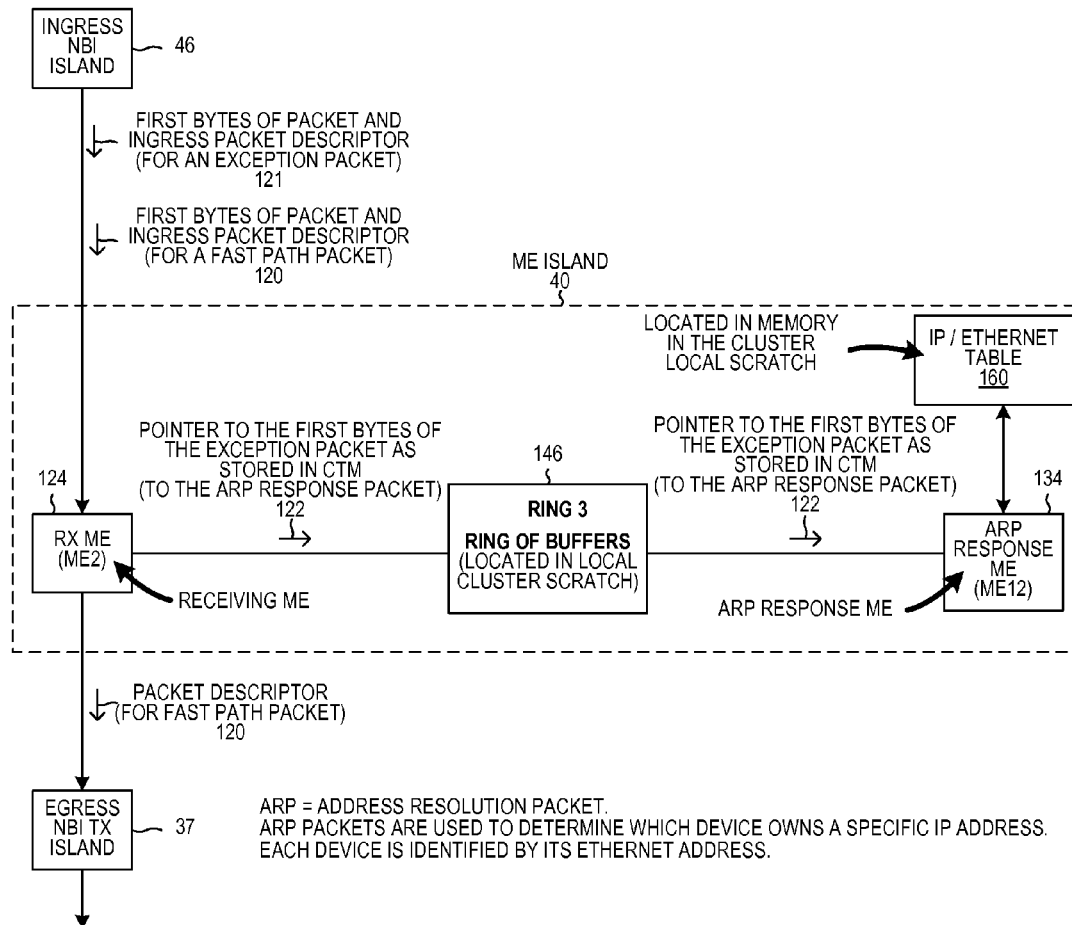 INGRESS
NBI
ISLAND
46
FIRST BYTES OF PACKET AND
INGRESS PACKET DESCRIPTOR
(FOR AN EXCEPTION PACKET)
121
FIRST BYTES OF PACKET AND
INGRESS PACKET DESCRIPTOR
(FOR A FAST PATH PACKET)
120
ME ISLAND
40
LOCATED IN MEMORY
IN THE CLUSTER
LOCAL SCRATCH
IP / ETHERNET
TABLE
160
POINTER TO THE FIRST BYTES OF
THE EXCEPTION PACKET AS
STORED IN CTM
(TO THE ARP RESPONSE PACKET)
122
146
POINTER TO THE FIRST BYTES OF
THE EXCEPTION PACKET AS
STORED IN CTM
(TO THE ARP RESPONSE PACKET)
122
124
RX ME
(ME2)
RECEIVING ME
RING 3
RING OF BUFFERS
(LOCATED IN LOCAL
CLUSTER SCRATCH)
134
ARP
RESPONSE
ME
(ME12)
ARP RESPONSE ME
PACKET DESCRIPTOR
(FOR FAST PATH PACKET)
120
EGRESS
NBI TX
ISLAND
37
ARP = ADDRESS RESOLUTION PACKET.
ARP PACKETS ARE USED TO DETERMINE WHICH DEVICE OWNS A SPECIFIC IP ADDRESS.
EACH DEVICE IS IDENTIFIED BY ITS ETHERNET ADDRESS.